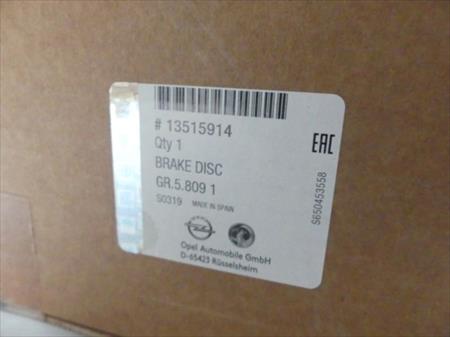 # 13515914
Qty 1
BRAKE DISC
GR.5.809 1
S0319 MADE IN SPAIN
Opel Automobile GmbH
D-65423 Rüsselsheim
EAC
S650453558